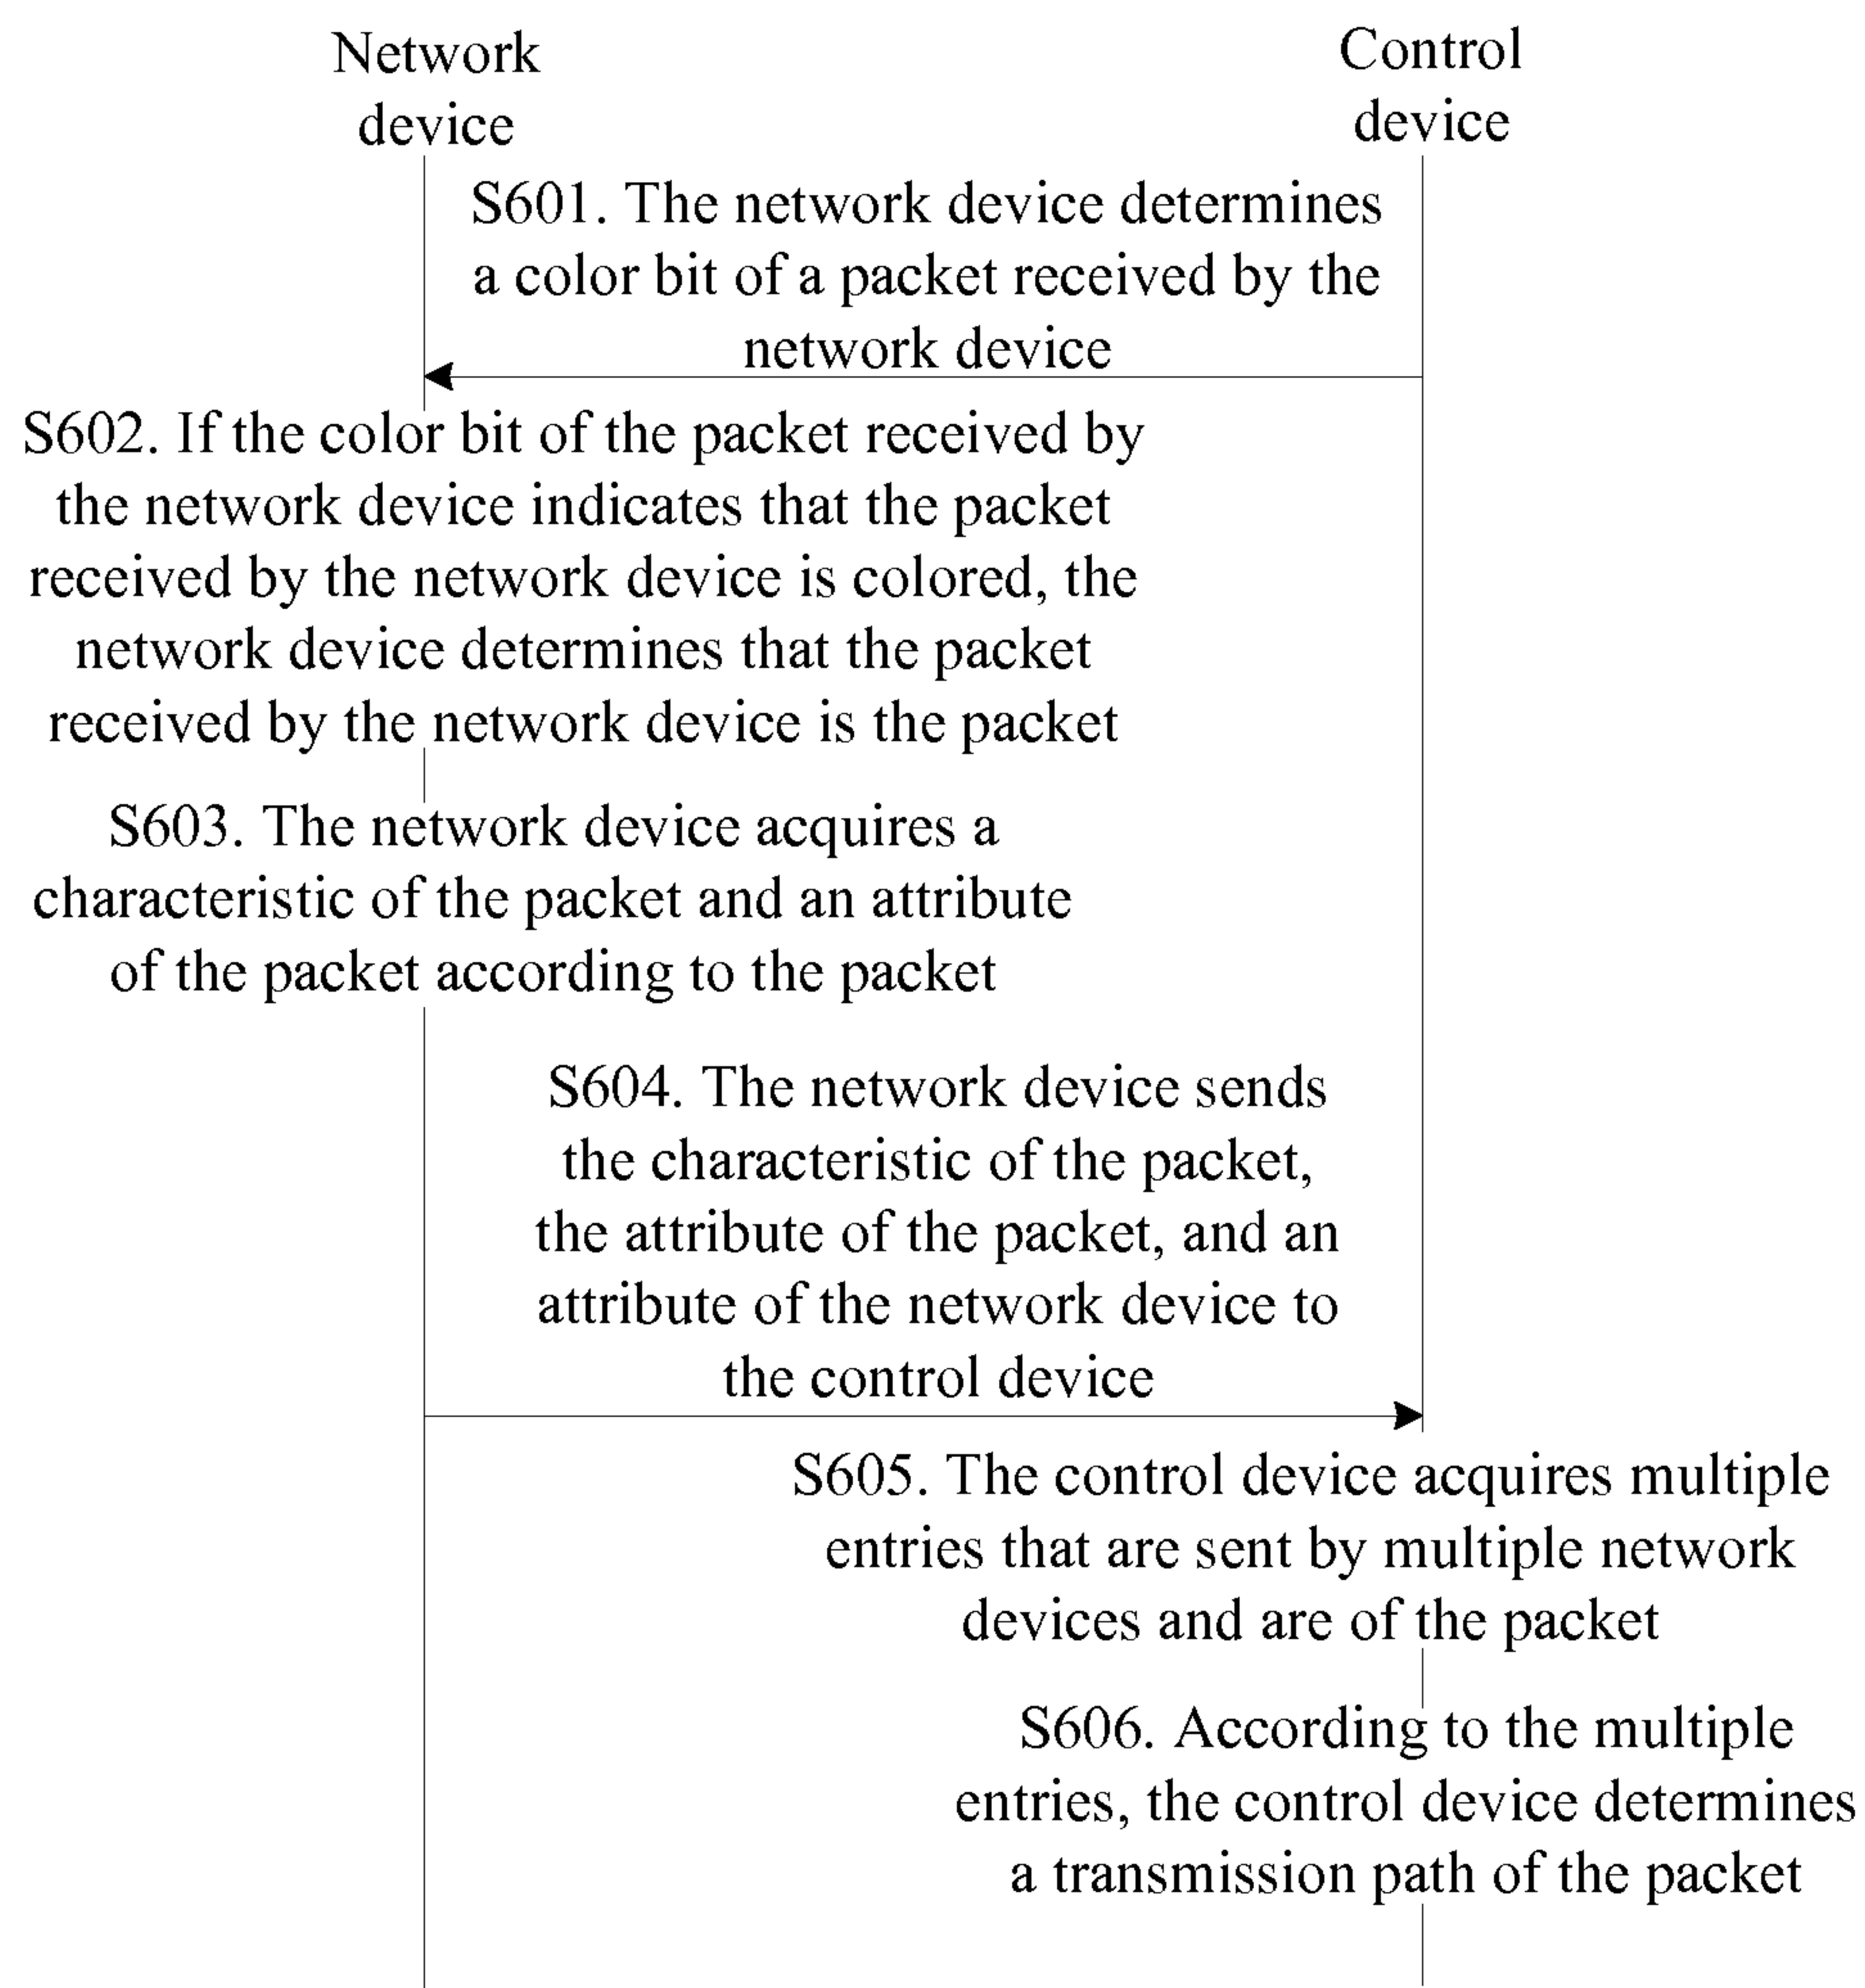 Network
device
Control
device
S601. The network device determines
a color bit of a packet received by the
network device
S602. If the color bit of the packet received by
the network device indicates that the packet
received by the network device is colored, the
network device determines that the packet
received by the network device is the packet
S603. The network device acquires a
characteristic of the packet and an attribute
of the packet according to the packet
S604. The network device sends
the characteristic of the packet,
the attribute of the packet, and an
attribute of the network device to
the control device
S605. The control device acquires multiple
entries that are sent by multiple network
devices and are of the packet
S606. According to the multiple
entries, the control device determines
a transmission path of the packet